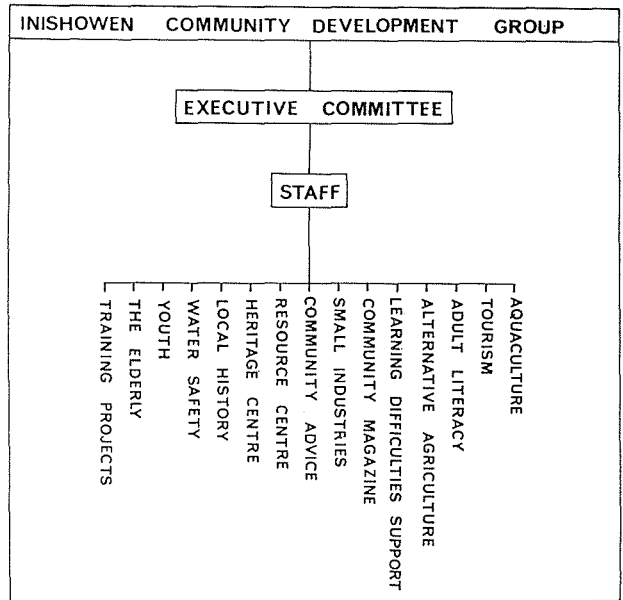 INISHOWEN COMMUNITY DEVELOPMENT GROUP
EXECUTIVE COMMITTEE
STAFF
TRAINING PROJECTS
THE ELDERLY
YOUTH
WATER SAFETY
LOCAL HISTORY
HERITAGE CENTRE
RESOURCE CENTRE
COMMUNITY ADVICE
SMALL INDUSTRIES
COMMUNITY MAGAZINE
LEARNING DIFFICULTIES SUPPORT
ALTERNATIVE AGRICULTURE
ADULT LITERACY
TOURISM
AQUACULTURE